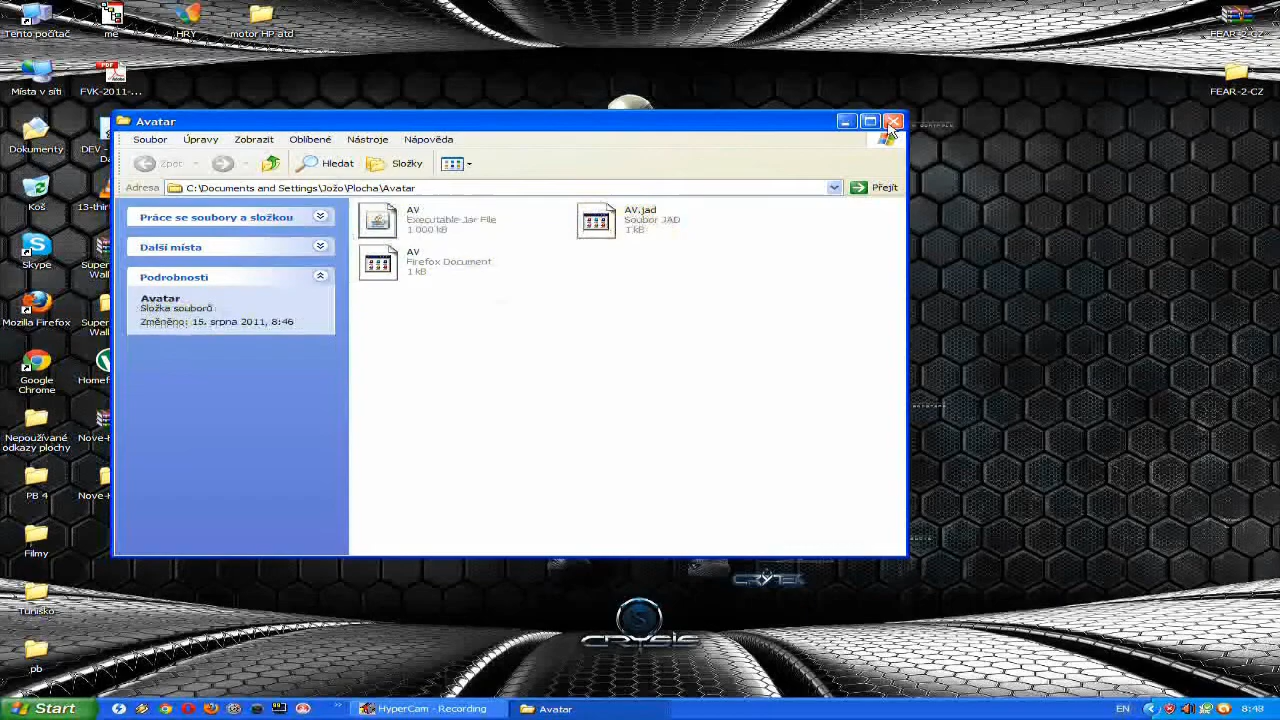 Tento počítač
me
HRY
motor HP atd
FEAR-2-CZ
Místa v síti
FVK-2011-...
FEAR-2-CZ
Dokumenty
DEV -
Koš
Skype
Super
Wall
Mozilla Firefox
Super
Wall
Google
Chrome
Homef
Nepoužívané
odkazy plochy
Nove-
PB 4
Nove-
Filmy
Tunisko
pb
Avatar
Soubor Úpravy Zobrazit Oblíbené Nástroje Nápověda
Zpět Hledat Složky
Adresa C:\Documents and Settings\Jožo\Plocha\Avatar Přejít
Práce se soubory a složkou
Další místa
Podrobnosti
Avatar
Složka souborů
Změněno: 15. srpna 2011, 8:46
AV
Executable Jar File
1 000 kB
AV.jad
Soubor JAD
1 kB
AV
Firefox Document
1 kB
CRYTEK
CRYSIS
Start
HyperCam - Recording
Avatar
EN
8:48